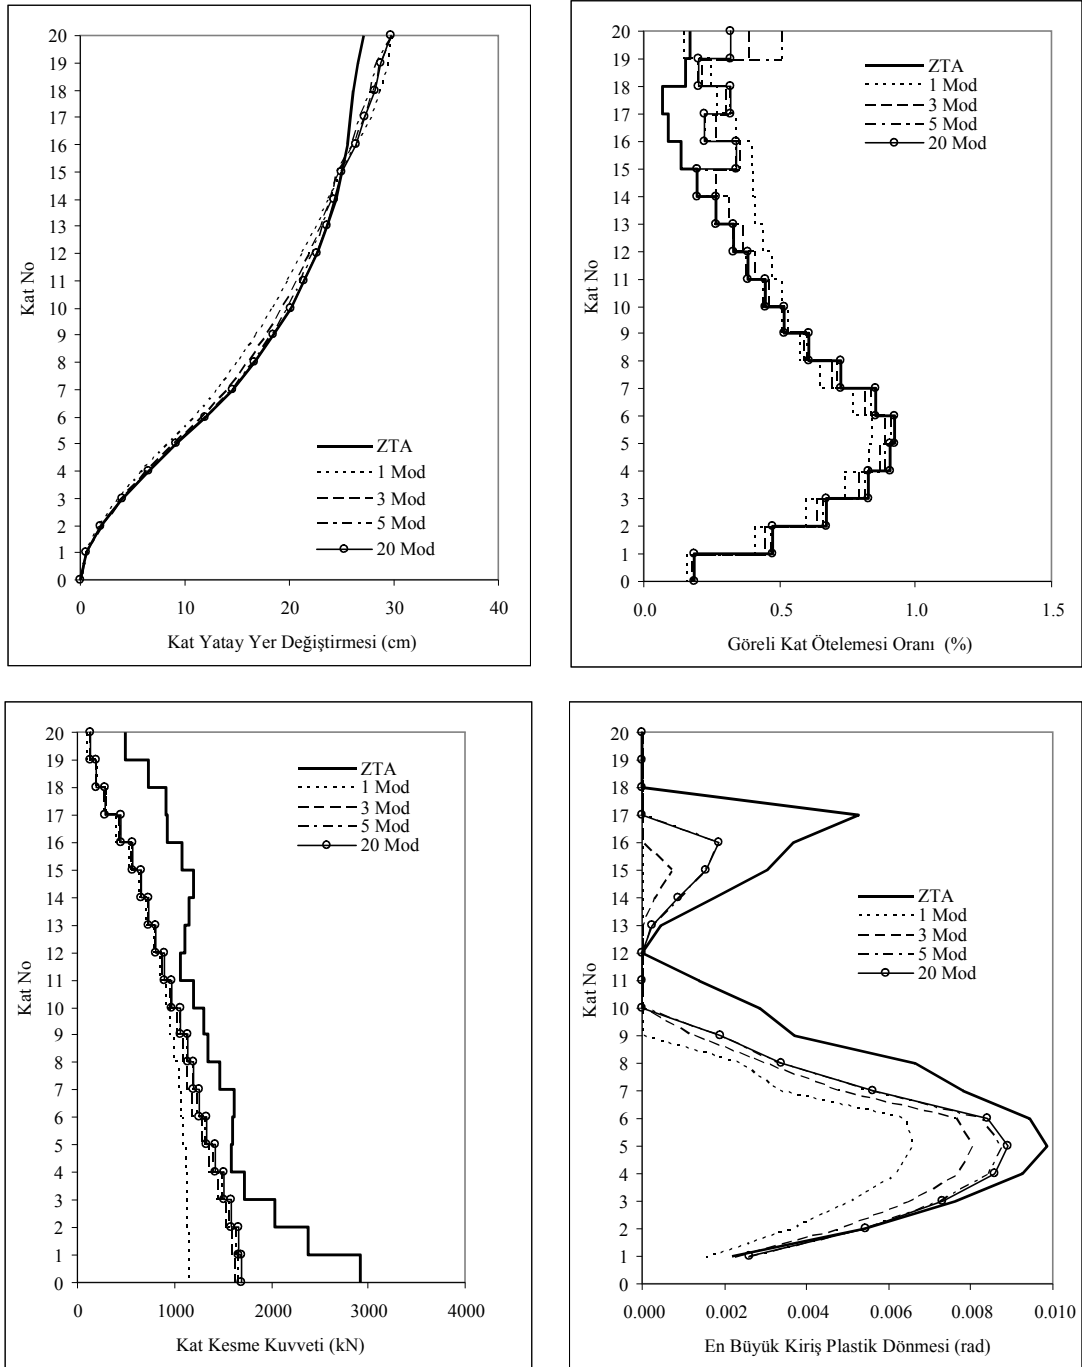 20
19
18
17
16
15
14
13
12
11
10
9
8
7
6
5
4
3
2
1
0
Kat No
ZTA
1 Mod
3 Mod
5 Mod
20 Mod
0 10 20 30 40
Kat Yatay Yer Değiştirmesi (cm)
20
19
18
17
16
15
14
13
12
11
10
9
8
7
6
5
4
3
2
1
0
Kat No
ZTA
1 Mod
3 Mod
5 Mod
20 Mod
0.0 0.5 1.0 1.5
Göreli Kat Ötelemesi Oranı (%)
20
19
18
17
16
15
14
13
12
11
10
9
8
7
6
5
4
3
2
1
0
Kat No
ZTA
1 Mod
3 Mod
5 Mod
20 Mod
0 1000 2000 3000 4000
Kat Kesme Kuvveti (kN)
20
19
18
17
16
15
14
13
12
11
10
9
8
7
6
5
4
3
2
1
0
Kat No
ZTA
1 Mod
3 Mod
5 Mod
20 Mod
0.000 0.002 0.004 0.006 0.008 0.010
En Büyük Kiriş Plastik Dönmesi (rad)